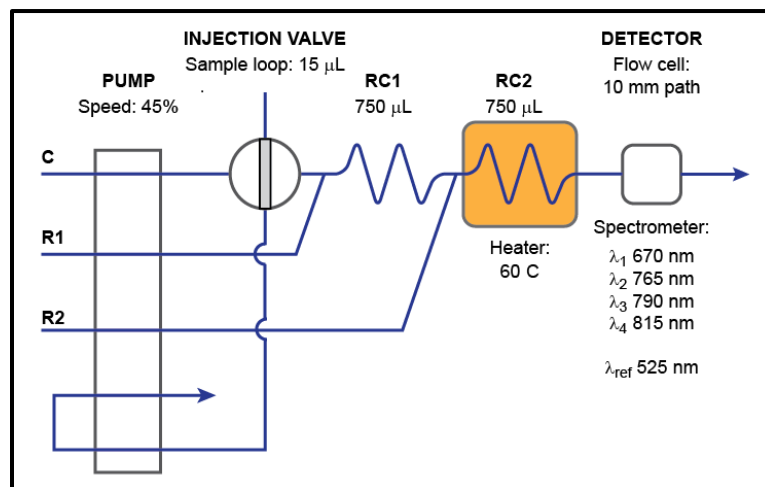 INJECTION VALVE
Sample loop: 15 μL
PUMP
Speed: 45%
RC1
750 μL
RC2
750 μL
DETECTOR
Flow cell:
10 mm path
C
R1
R2
Heater:
60 C
Spectrometer:
λ1 670 nm
λ2 765 nm
λ3 790 nm
λ4 815 nm
λref 525 nm